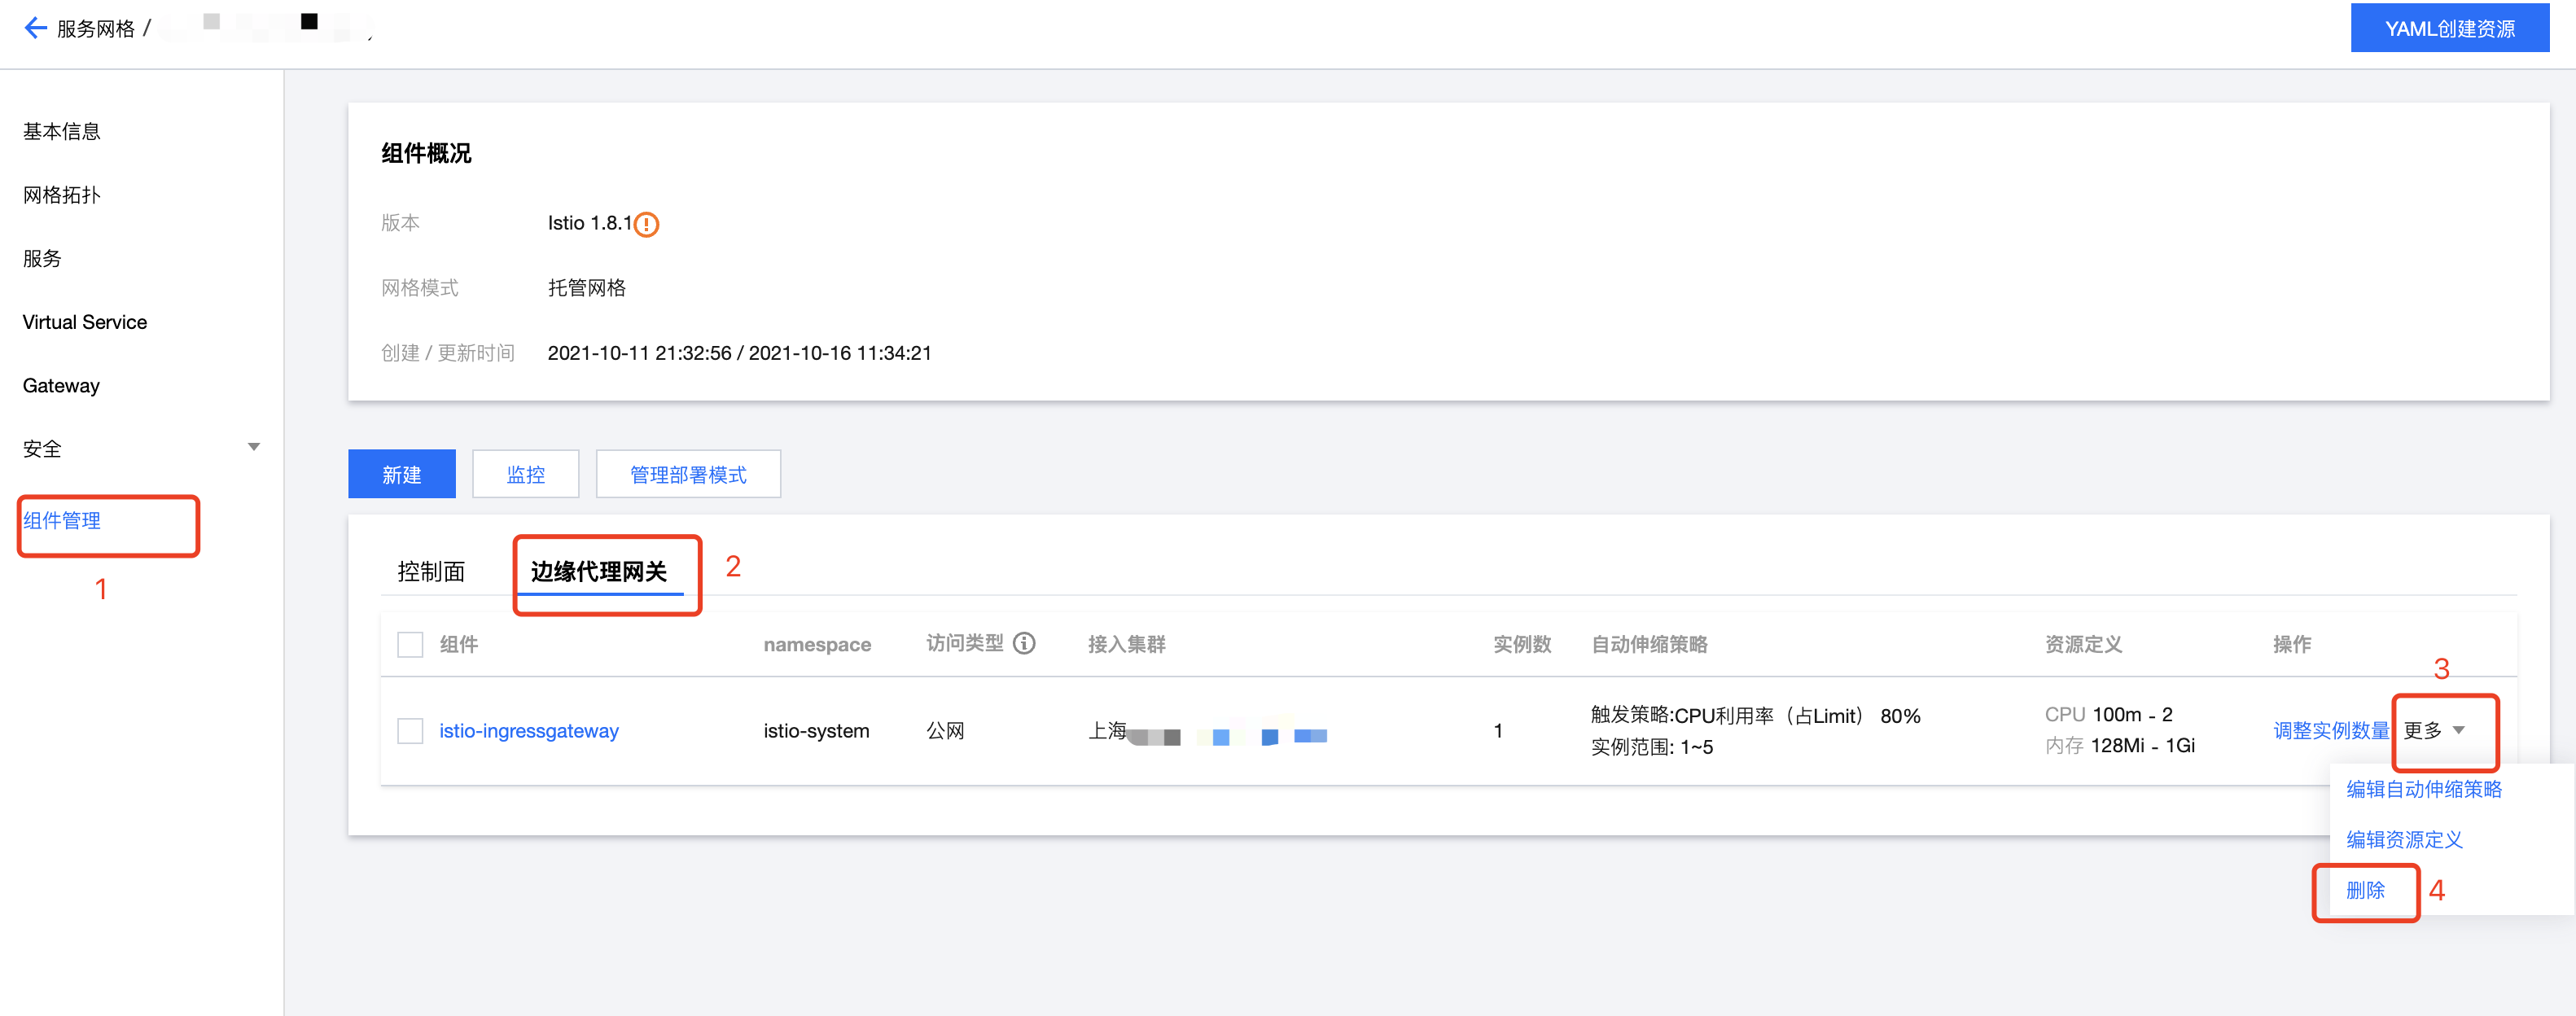 服务网格 /
YAML创建资源
基本信息
网格拓扑
服务
Virtual Service
Gateway
安全
组件管理
1
组件概况
版本 Istio 1.8.1
网格模式 托管网格
创建 / 更新时间 2021-10-11 21:32:56 / 2021-10-16 11:34:21
新建 监控 管理部署模式
控制面 边缘代理网关 2
组件 namespace 访问类型 接入集群 实例数 自动伸缩策略 资源定义 操作
3
istio-ingressgateway istio-system 公网 上海 1 触发策略:CPU利用率（占Limit） 80% CPU 100m - 2 调整实例数量 更多
实例范围: 1~5 内存 128Mi - 1Gi
编辑自动伸缩策略
编辑资源定义
删除 4